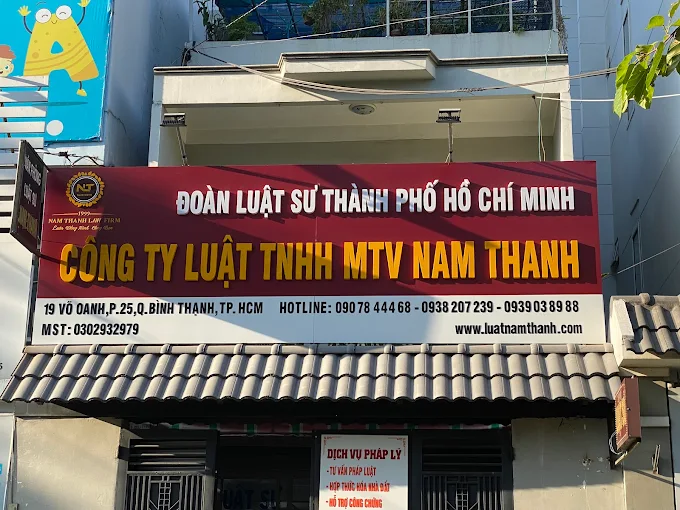 A
NT
1999
NAM THANH LAW FIRM
ĐOÀN LUẬT SƯ THÀNH PHỐ HỒ CHÍ MINH
CÔNG TY LUẬT TNHH MTV NAM THANH
19 VÕ OANH,P.25,Q.BÌNH THẠNH,TP. HCM HOTLINE: 090 78 444 68 - 0938 207 239 - 0939 03 89 88
MST: 0302932979
www.luatnamthanh.com
DỊCH VỤ PHÁP LÝ
- TƯ VẤN PHÁP LUẬT
- HỢP THỨC HÓA NHÀ ĐẤT
- HỖ TRỢ CÔNG CHỨNG
LUẬT SƯ